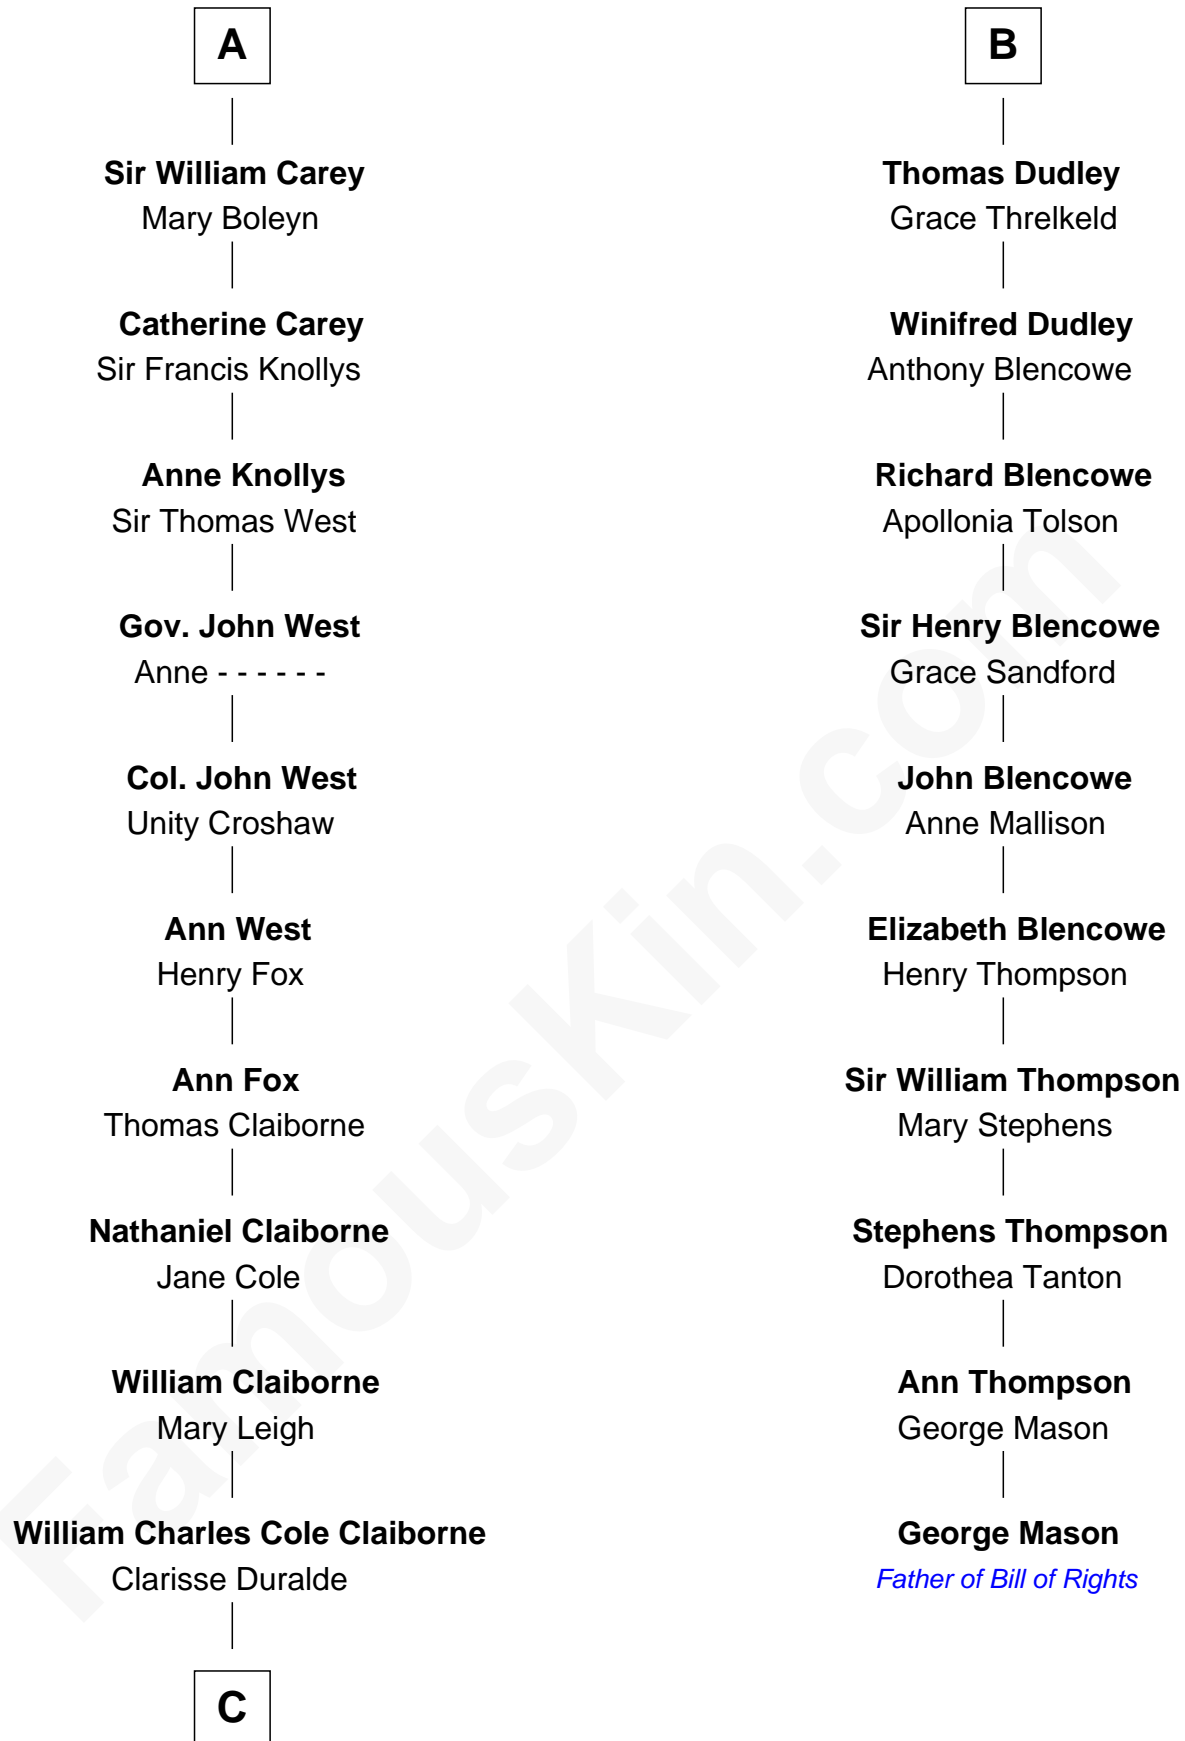 A
Sir William Carey
Mary Boleyn
Catherine Carey
Sir Francis Knollys
Anne Knollys
Sir Thomas West
Gov. John West
Anne - - - - - -
Col. John West
Unity Croshaw
Ann West
Henry Fox
Ann Fox
Thomas Claiborne
Nathaniel Claiborne
Jane Cole
William Claiborne
Mary Leigh
William Charles Cole Claiborne
Clarisse Duralde
C
B
Thomas Dudley
Grace Threlkeld
Winifred Dudley
Anthony Blencowe
Richard Blencowe
Apollonia Tolson
Sir Henry Blencowe
Grace Sandford
John Blencowe
Anne Mallison
Elizabeth Blencowe
Henry Thompson
Sir William Thompson
Mary Stephens
Stephens Thompson
Dorothea Tanton
Ann Thompson
George Mason
George Mason
Father of Bill of Rights
FamousKin.com